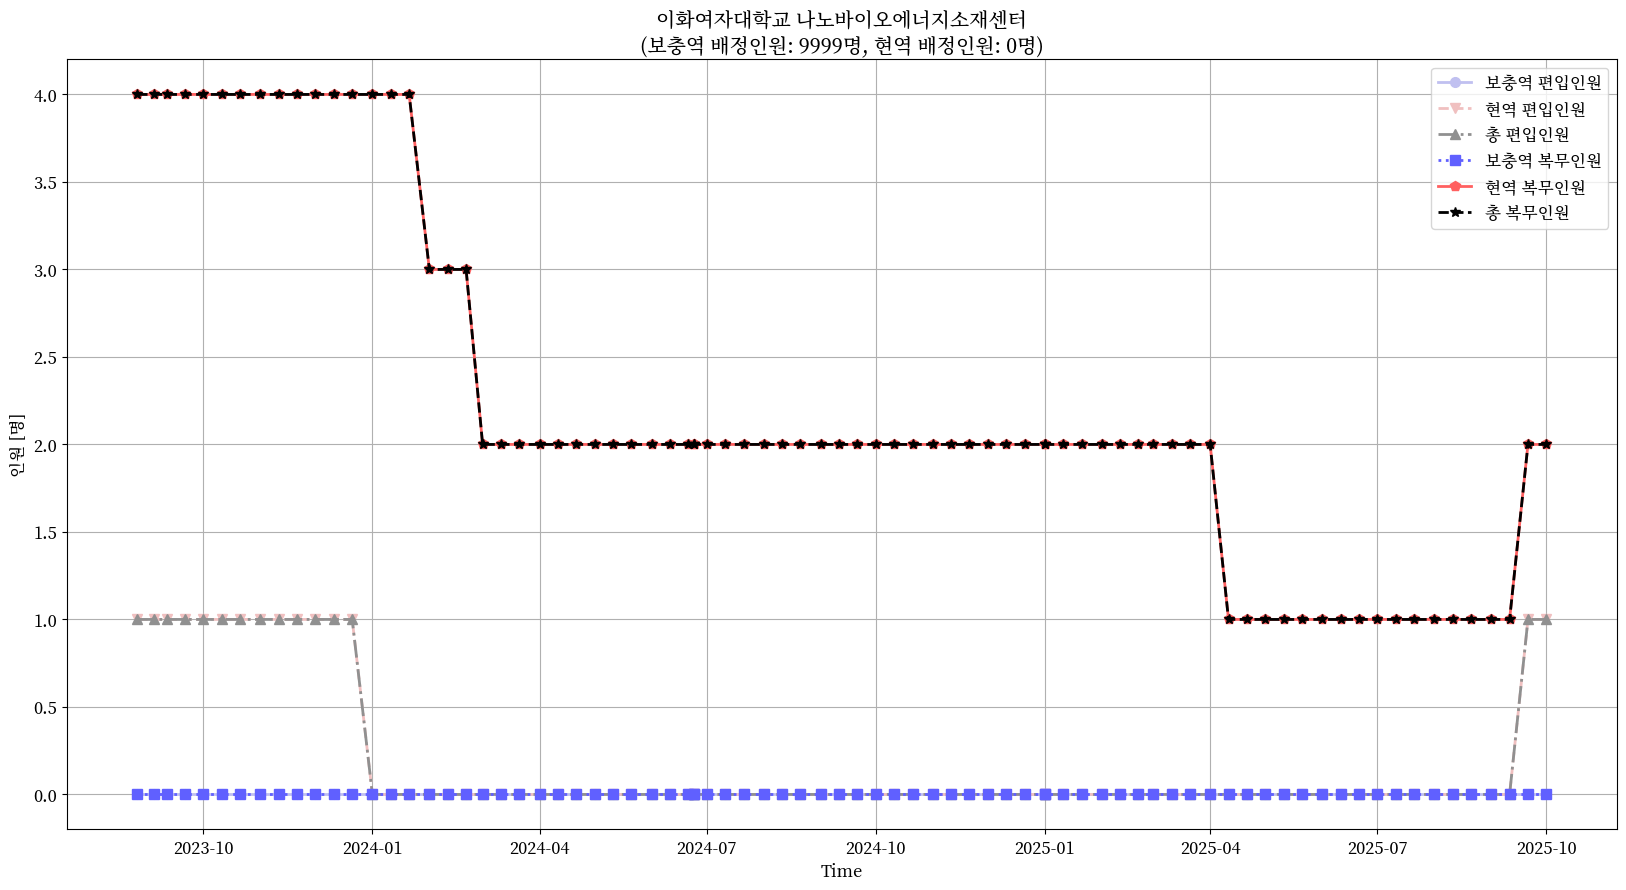 이화여자대학교 나노바이오에너지소재센터
(보충역 배정인원: 9999명, 현역 배정인원: 0명)
보충역 편입인원
현역 편입인원
총 편입인원
보충역 복무인원
현역 복무인원
총 복무인원
인원 [명]
4.0
3.5
3.0
2.5
2.0
1.5
1.0
0.5
0.0
2023-10
2024-01
2024-04
2024-07
2024-10
2025-01
2025-04
2025-07
2025-10
Time